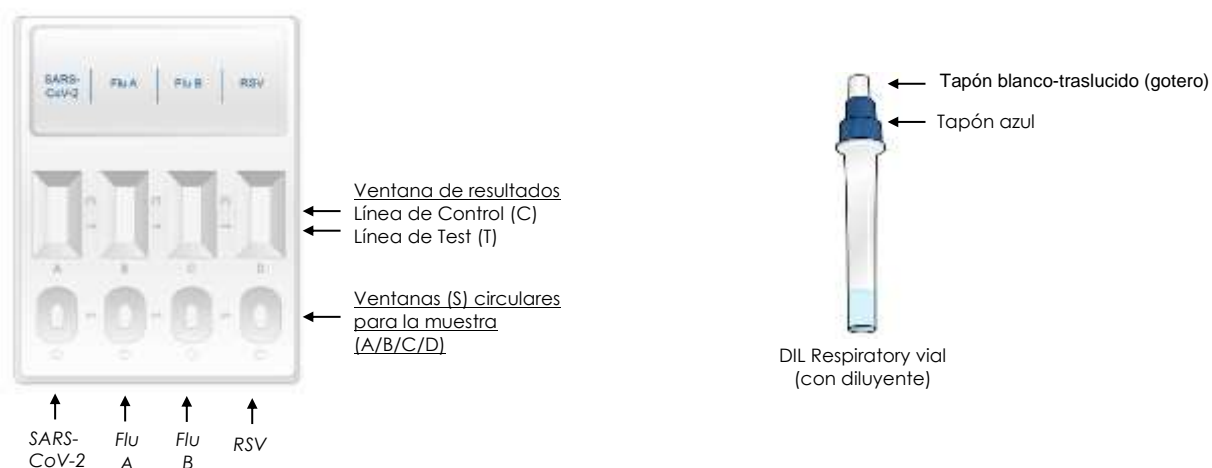 SARS-
CoV-2
Flu A
Flu B
RSV
Ventana de resultados
Línea de Control (C)
Línea de Test (T)
A
B
C
D
Ventanas (S) circulares
para la muestra
(A/B/C/D)
SARS-
CoV-2
Flu
A
Flu
B
RSV
Tapón blanco-traslucido (gotero)
Tapón azul
DIL Respiratory vial
(con diluyente)